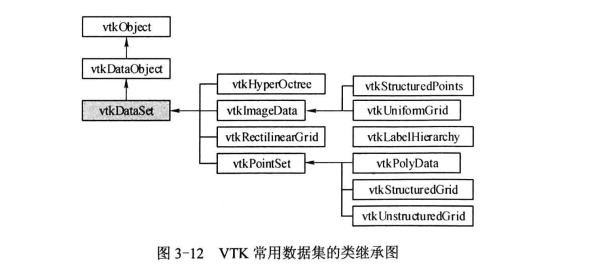 vtkObject
vtkDataObject
vtkDataSet
vtkHyperOctree
vtkImageData
vtkRectilinearGrid
vtkPointSet
vtkStructuredPoints
vtkUniformGrid
vtkLabelHierarchy
vtkPolyData
vtkStructuredGrid
vtkUnstructuredGrid
图 3-12 VTK 常用数据集的类继承图